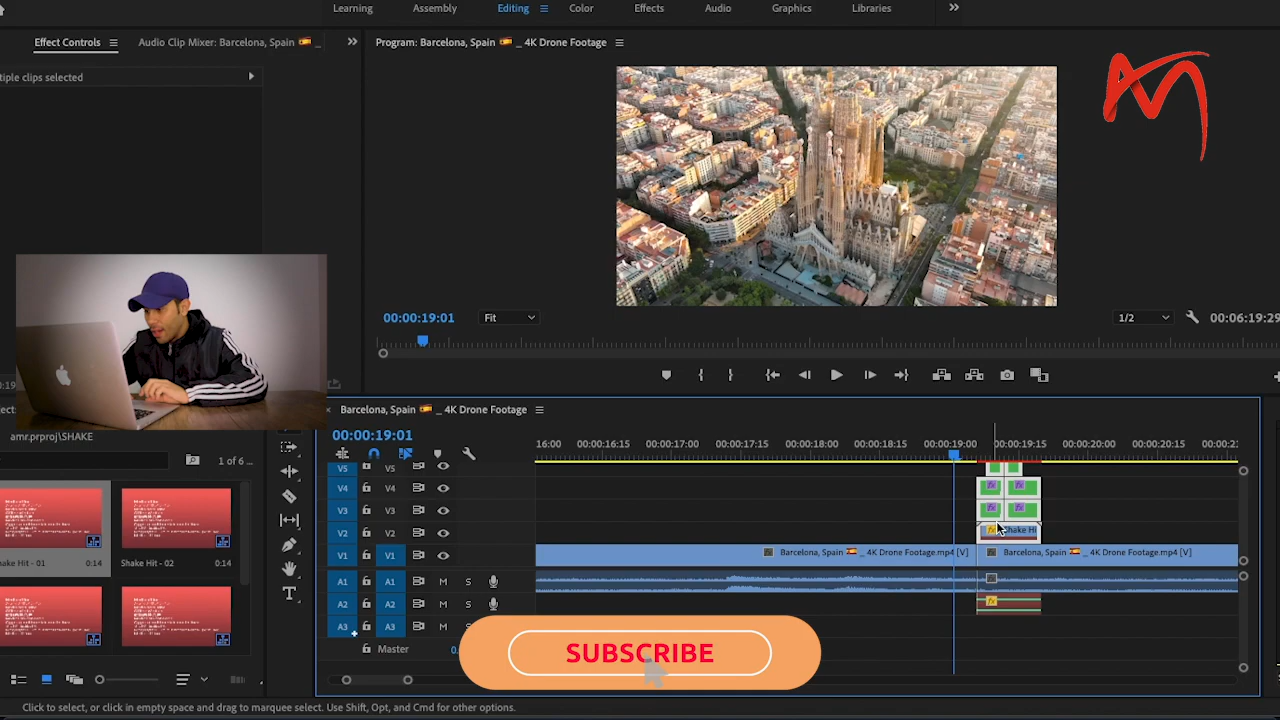 Learning Assembly Editing Color Effects Audio Graphics Libraries
Effect Controls Audio Clip Mixer: Barcelona, Spain 🇪🇸 _
Program: Barcelona, Spain 🇪🇸 _ 4K Drone Footage
tiple clips selected
AM
00:00:19:01 Fit 1/2 00:06:19:29
Barcelona, Spain 🇪🇸 _ 4K Drone Footage
00:00:19:01
16:00 00:00:16:15 00:00:17:00 00:00:17:15 00:00:18:00 00:00:18:15 00:00:19:00 00:00:19:15 00:00:20:00 00:00:20:15 00:00:21
amr.prproj\SHAKE
1 of 6 ...
hake Hit - 01 0:14 Shake Hit - 02 0:14
V5 V5
V4 V4
V3 V3
V2 V2 Shake Hi
V1 V1 Barcelona, Spain 🇪🇸 _ 4K Drone Footage.mp4 [V] Barcelona, Spain 🇪🇸 _ 4K Drone Footage.mp4 [V]
A1 A1 M S
A2 A2 M S
A3 A3 M
Master
SUBSCRIBE
Click to select, or click in empty space and drag to marquee select. Use Shift, Opt, and Cmd for other options.